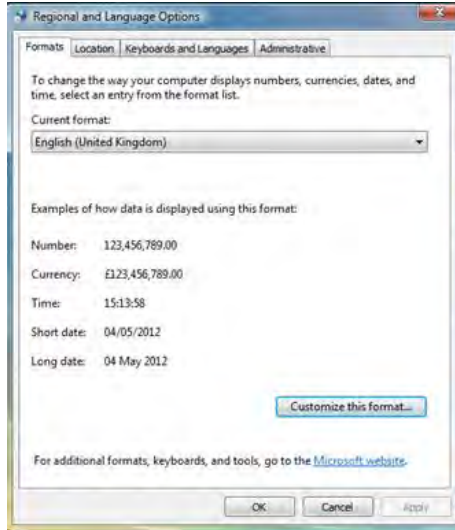 Regional and Language Options
Formats Location Keyboards and Languages Administrative
To change the way your computer displays numbers, currencies, dates, and
time, select an entry from the format list.
Current format:
English (United Kingdom)
Examples of how data is displayed using this format:
Number: 123,456,789.00
Currency: £123,456,789.00
Time: 15:13:58
Short date: 04/05/2012
Long date: 04 May 2012
Customize this format...
For additional formats, keyboards, and tools, go to the Microsoft website.
OK Cancel Apply